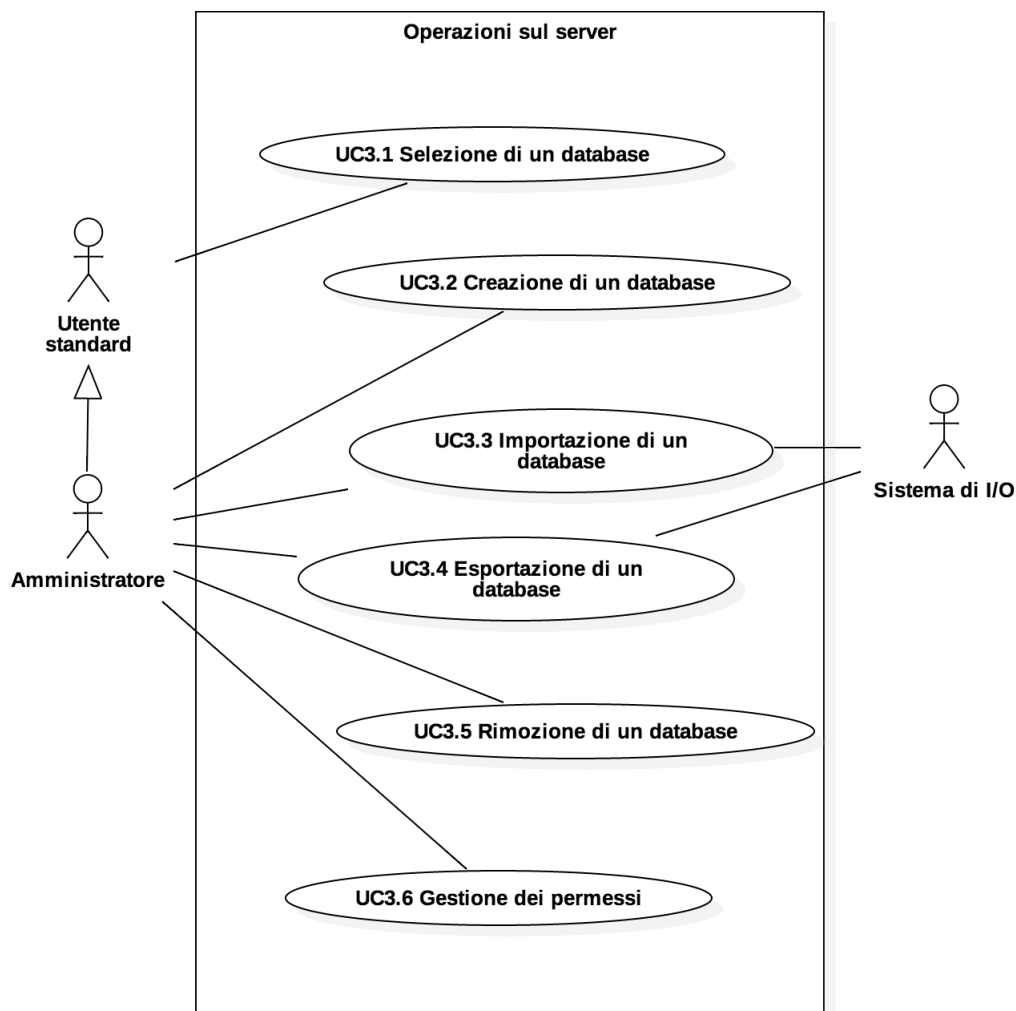 Operazioni sul server
UC3.1 Selezione di un database
UC3.2 Creazione di un database
Utente
standard
UC3.3 Importazione di un
database
Sistema di I/O
UC3.4 Esportazione di un
database
Amministratore
UC3.5 Rimozione di un database
UC3.6 Gestione dei permessi